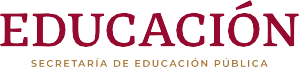 EDUCACIÓN
SECRETARÍA DE EDUCACIÓN PÚBLICA